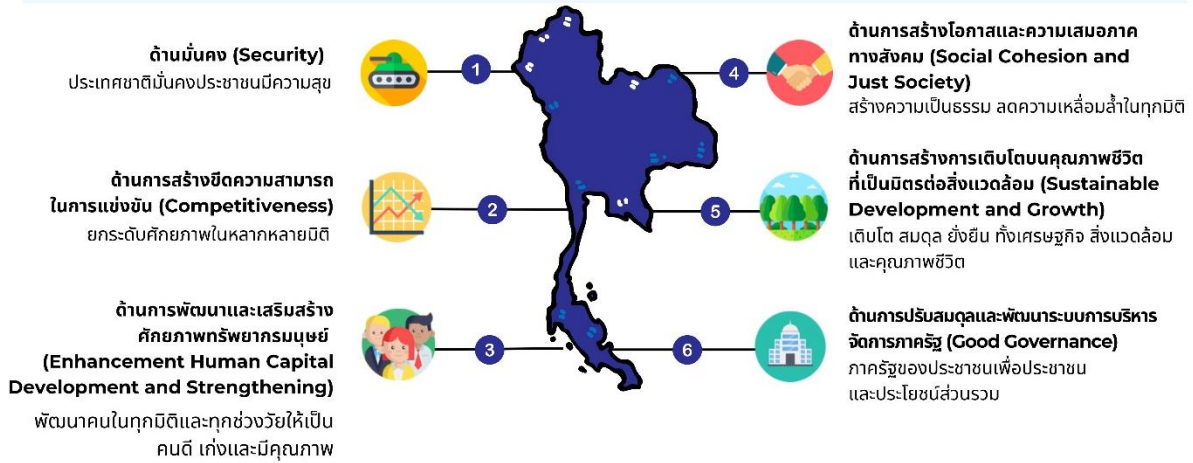 ด้านมั่นคง (Security)
ประเทศชาติมั่นคงประชาชนมีความสุข
1
ด้านการสร้างขีดความสามารถ
ในการแข่งขัน (Competitiveness)
ยกระดับศักยภาพในหลากหลายมิติ
2
ด้านการพัฒนาและเสริมสร้าง
ศักยภาพทรัพยากรมนุษย์
(Enhancement Human Capital
Development and Strengthening)
พัฒนาคนในทุกมิติและทุกช่วงวัยให้เป็น
คนดี เก่งและมีคุณภาพ
3
4
ด้านการสร้างโอกาสและความเสมอภาค
ทางสังคม (Social Cohesion and
Just Society)
สร้างความเป็นธรรม ลดความเหลื่อมล้ำในทุกมิติ
5
ด้านการสร้างการเติบโตบนคุณภาพชีวิต
ที่เป็นมิตรต่อสิ่งแวดล้อม (Sustainable
Development and Growth)
เติบโต สมดุล ยั่งยืน ทั้งเศรษฐกิจ สิ่งแวดล้อม
และคุณภาพชีวิต
6
ด้านการปรับสมดุลและพัฒนาระบบการบริหาร
จัดการภาครัฐ (Good Governance)
ภาครัฐของประชาชนเพื่อประชาชน
และประโยชน์ส่วนรวม